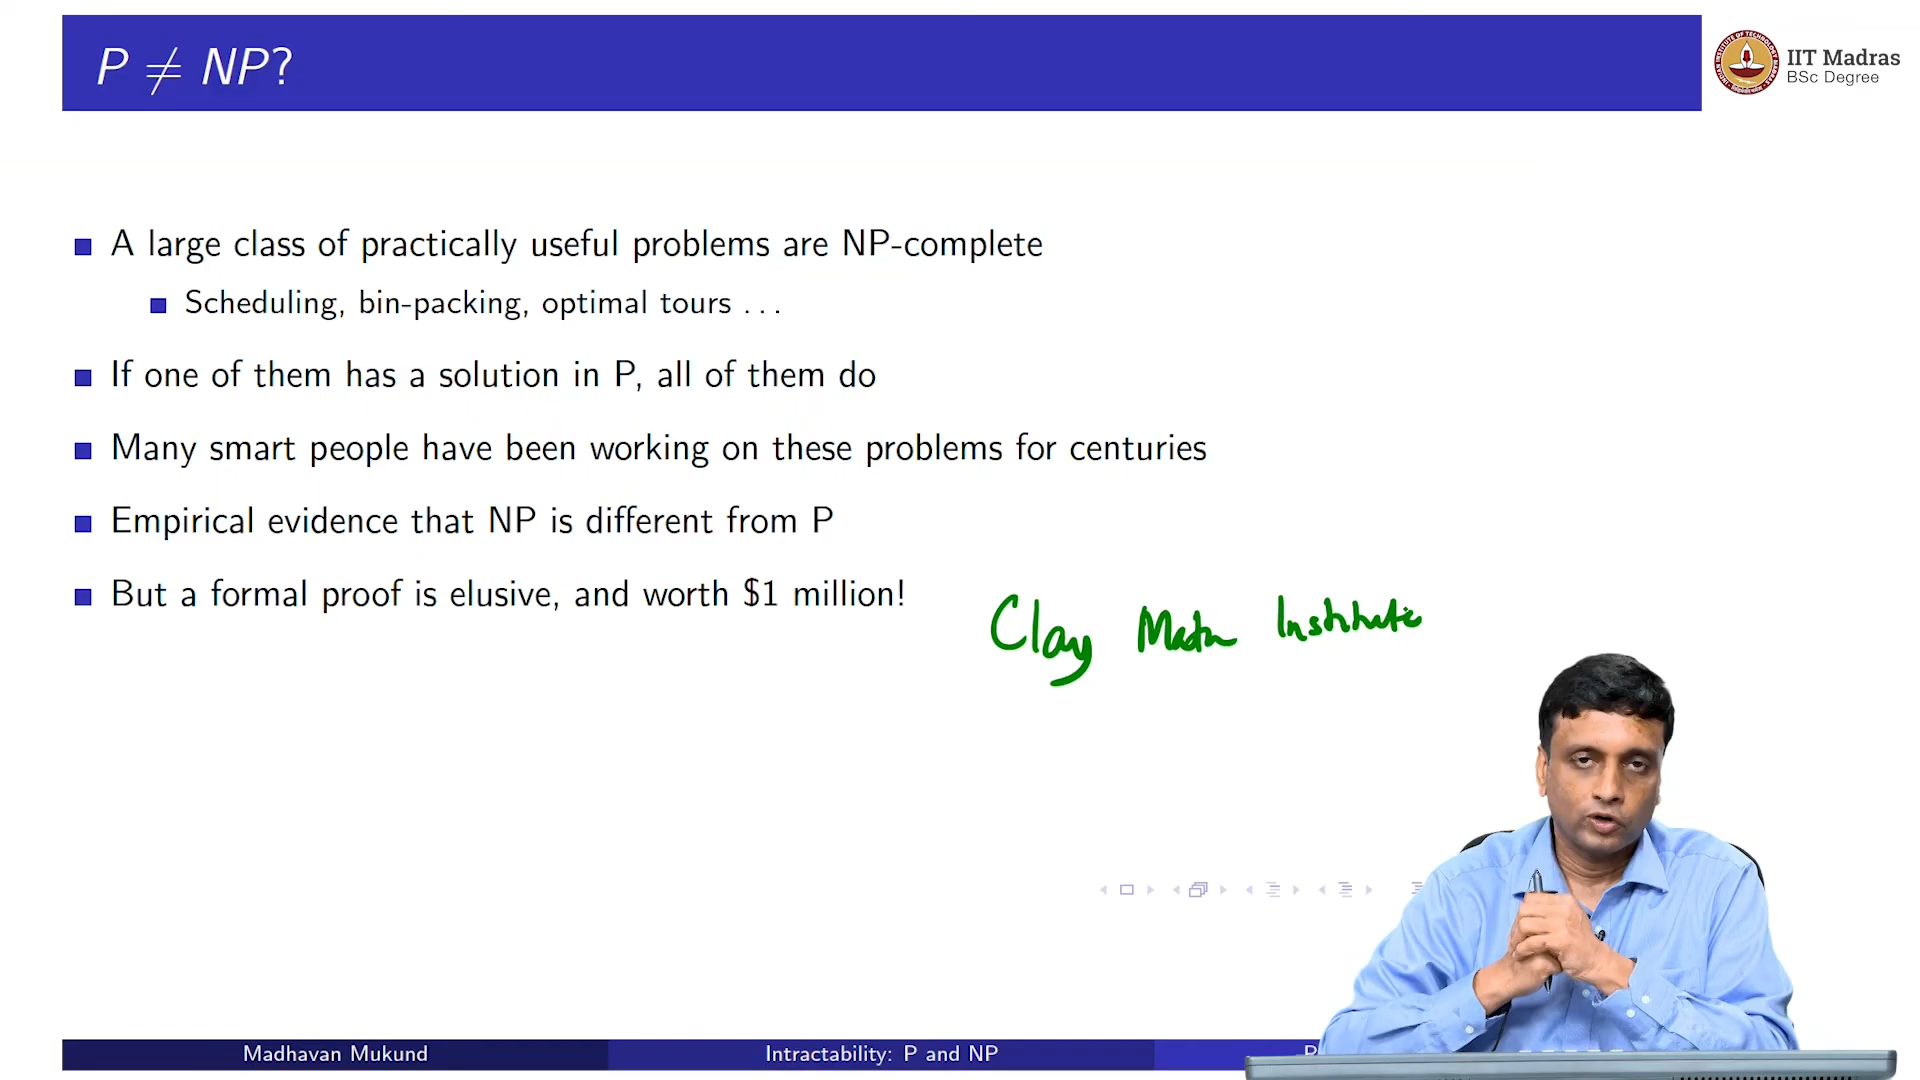 P ≠ NP?
IIT Madras
BSc Degree
A large class of practically useful problems are NP-complete
Scheduling, bin-packing, optimal tours . . .
If one of them has a solution in P, all of them do
Many smart people have been working on these problems for centuries
Empirical evidence that NP is different from P
But a formal proof is elusive, and worth $1 million!
Clay Math Institute
Madhavan Mukund
Intractability: P and NP